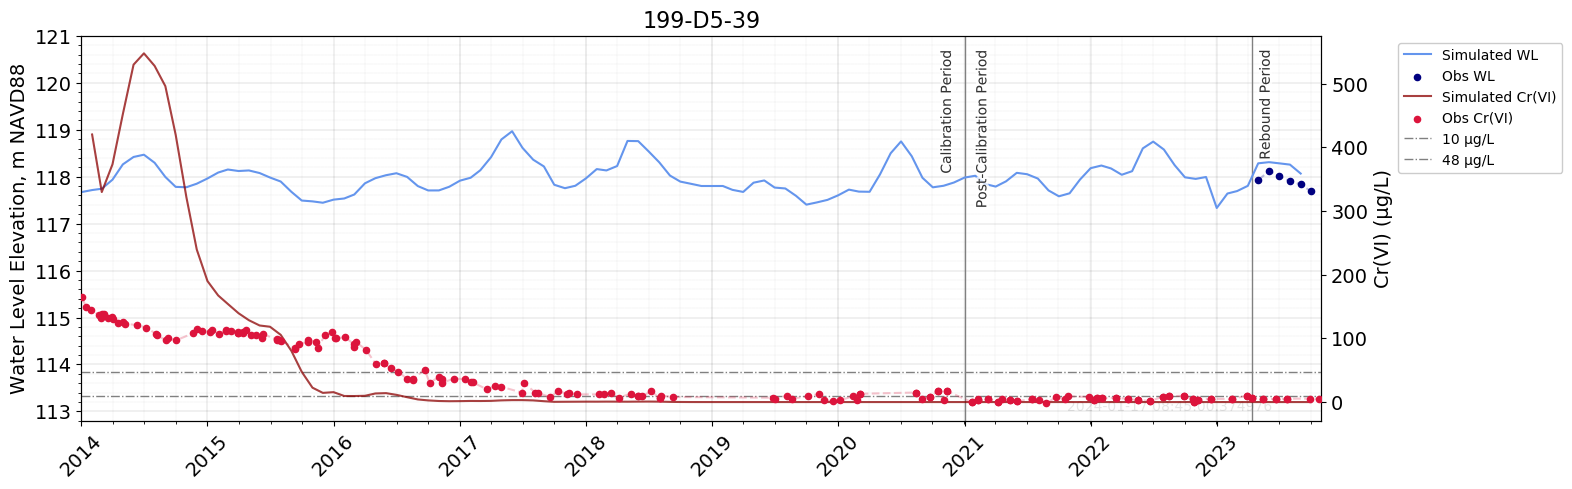 199-D5-39
Water Level Elevation, m NAVD88
121
120
119
118
117
116
115
114
113
2014
2015
2016
2017
2018
2019
2020
2021
2022
2023
Calibration Period
Post-Calibration Period
Rebound Period
500
400
300
200
100
0
Cr(VI) (µg/L)
Simulated WL
Obs WL
Simulated Cr(VI)
Obs Cr(VI)
10 µg/L
48 µg/L